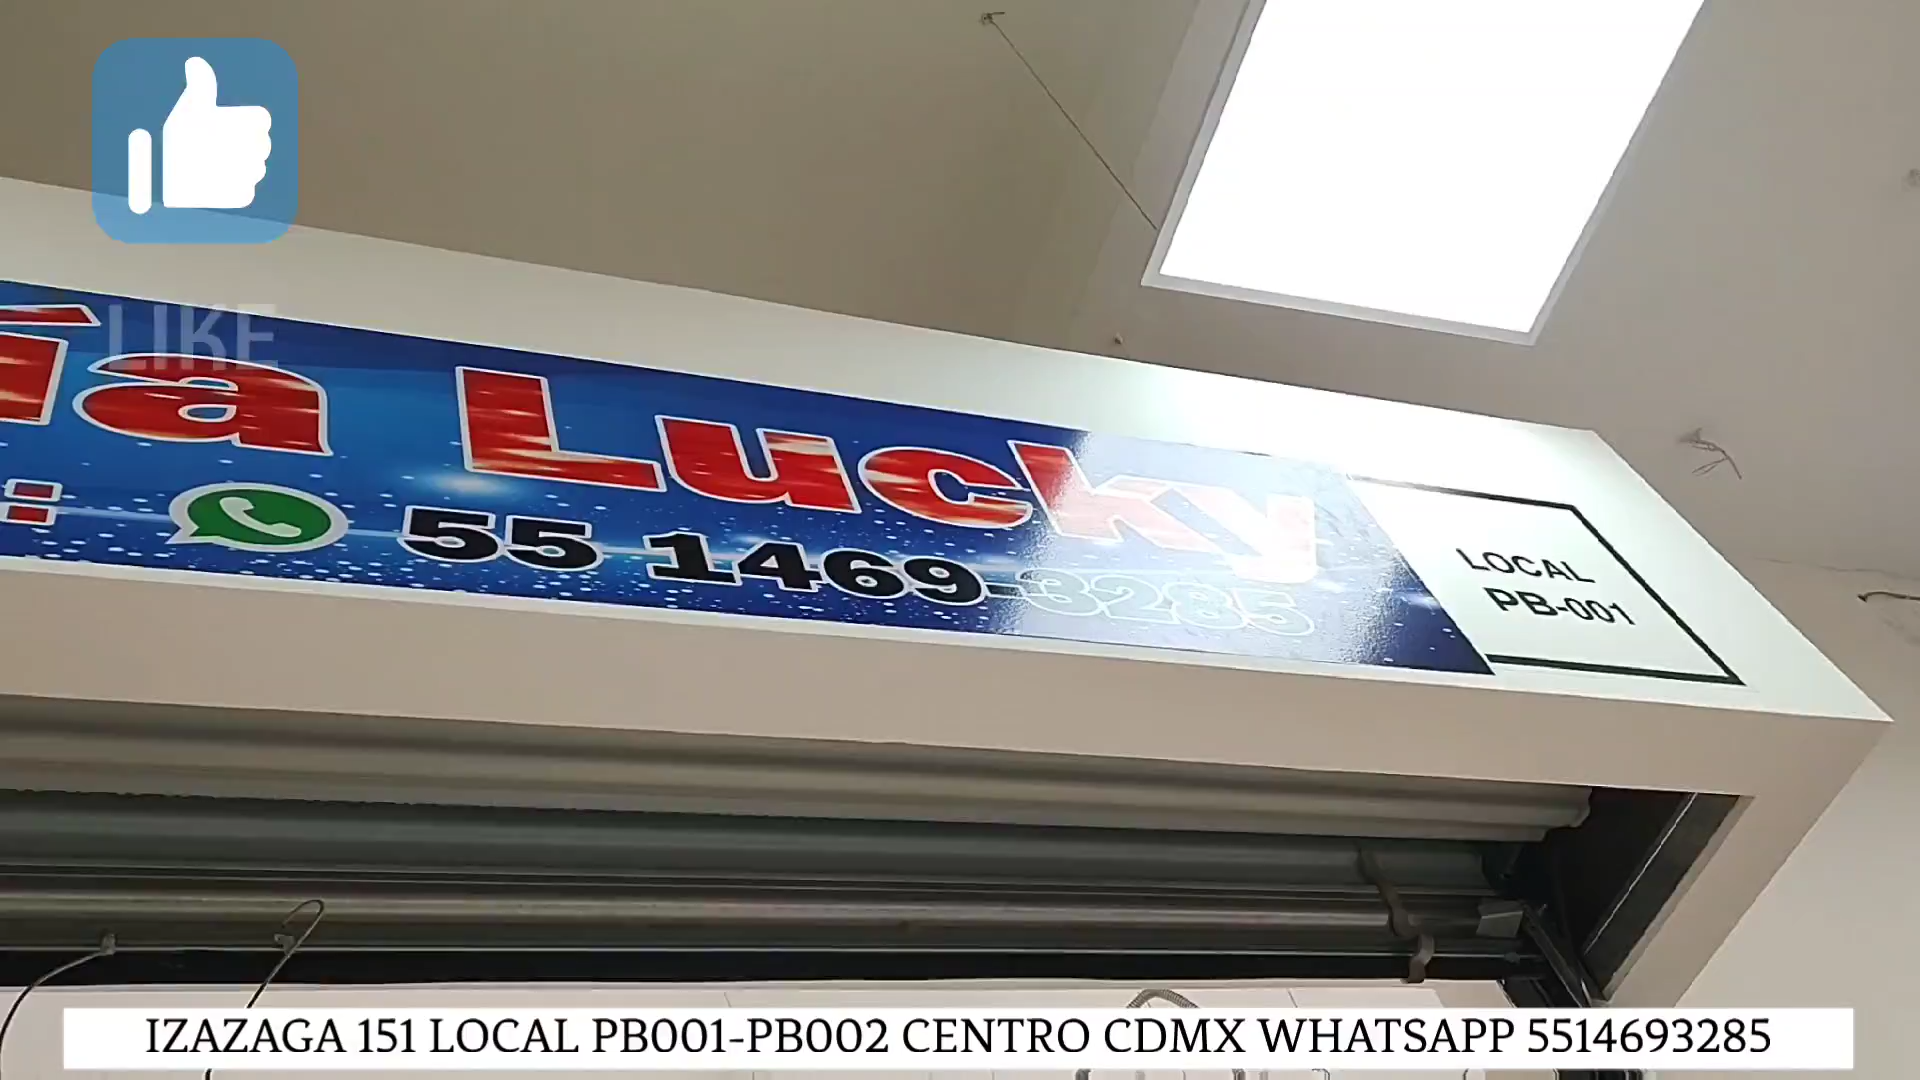 LIKE
ía Lucky
: 55 1469-3285
LOCAL
PB-001
IZAZAGA 151 LOCAL PB001-PB002 CENTRO CDMX WHATSAPP 5514693285